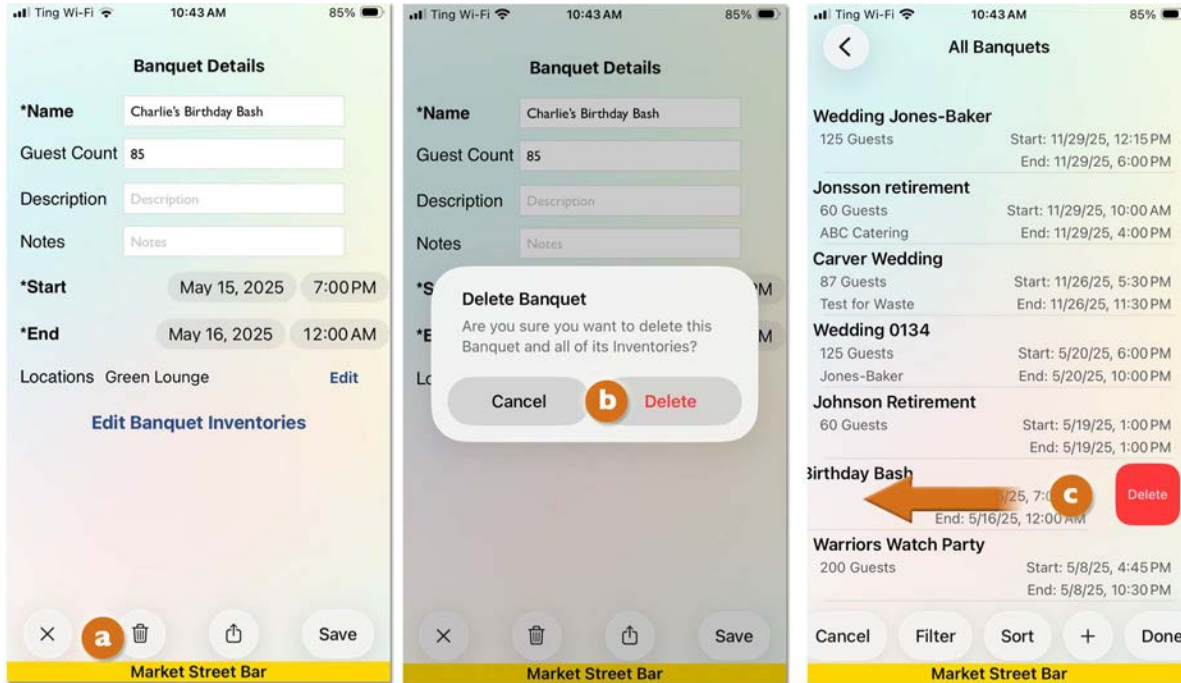 Ting Wi-Fi 10:43 AM 85%
Banquet Details
*Name Charlie's Birthday Bash
Guest Count 85
Description Description
Notes Notes
*Start May 15, 2025 7:00 PM
*End May 16, 2025 12:00 AM
Locations Green Lounge Edit
Edit Banquet Inventories
a
Save
Market Street Bar
Ting Wi-Fi 10:43 AM 85%
Banquet Details
*Name Charlie's Birthday Bash
Guest Count 85
Description Description
Notes Notes
*S M
*E M
Lo
Delete Banquet
Are you sure you want to delete this
Banquet and all of its Inventories?
Cancel b Delete
Save
Market Street Bar
Ting Wi-Fi 10:43 AM 85%
All Banquets
Wedding Jones-Baker
125 Guests Start: 11/29/25, 12:15 PM
End: 11/29/25, 6:00 PM
Jonsson retirement
60 Guests Start: 11/29/25, 10:00 AM
ABC Catering End: 11/29/25, 4:00 PM
Carver Wedding
87 Guests Start: 11/26/25, 5:30 PM
Test for Waste End: 11/26/25, 11:30 PM
Wedding 0134
125 Guests Start: 5/20/25, 6:00 PM
Jones-Baker End: 5/20/25, 10:00 PM
Johnson Retirement
60 Guests Start: 5/19/25, 1:00 PM
End: 5/19/25, 1:00 PM
Birthday Bash
5/25, 7:0 c Delete
End: 5/16/25, 12:00 AM
Warriors Watch Party
200 Guests Start: 5/8/25, 4:45 PM
End: 5/8/25, 10:30 PM
Cancel Filter Sort + Done
Market Street Bar